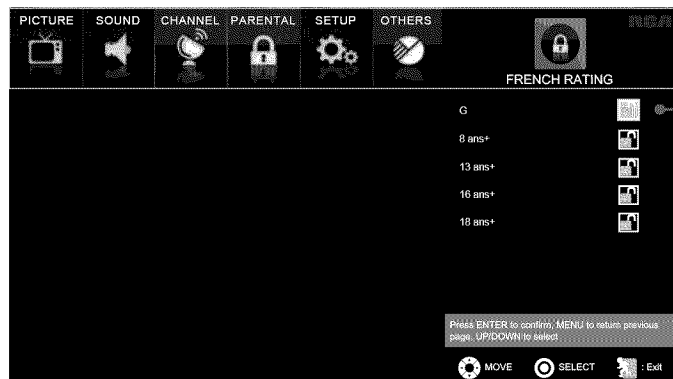 PICTURE SOUND CHANNEL PARENTAL SETUP OTHERS
RCA
FRENCH RATING
G
8 ans+
13 ans+
16 ans+
18 ans+
Press ENTER to confirm, MENU to return previous
page, UP/DOWN to select
MOVE SELECT : Exit